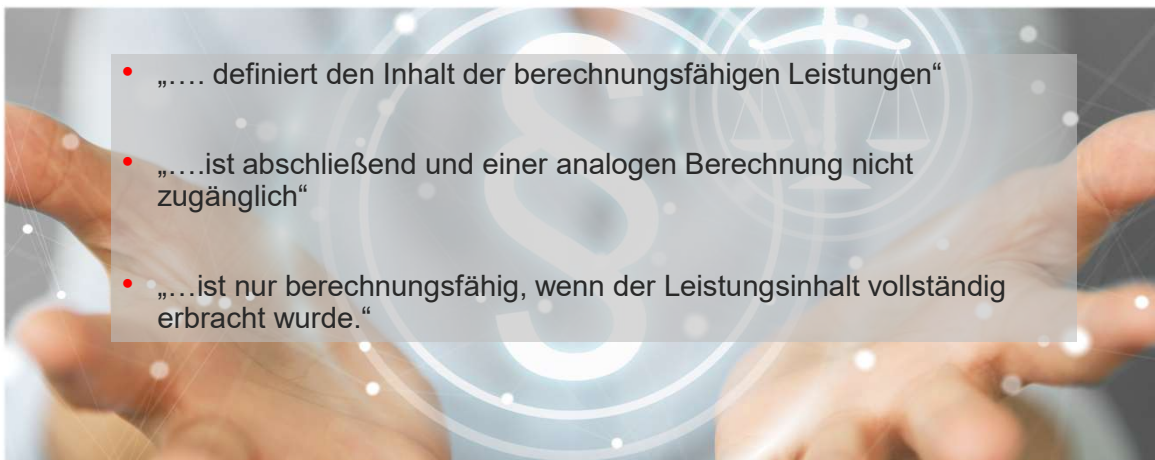 • „…. definiert den Inhalt der berechnungsfähigen Leistungen“
• „….ist abschließend und einer analogen Berechnung nicht
zugänglich“
• „…ist nur berechnungsfähig, wenn der Leistungsinhalt vollständig
erbracht wurde.“
§